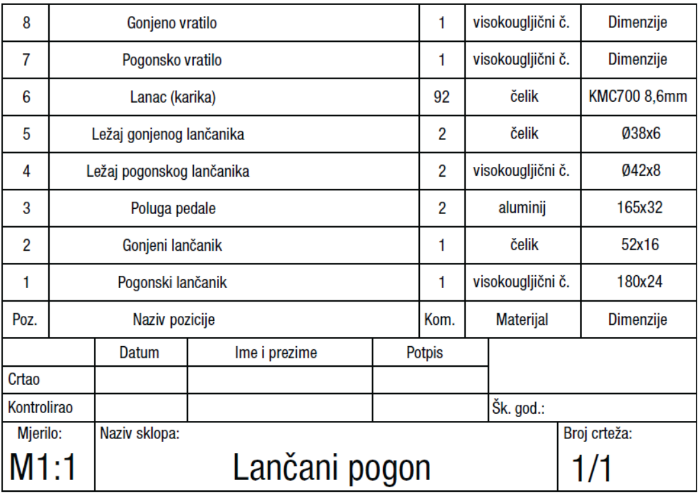 8 Gonjeno vratilo 1 visokougljični č. Dimenzije
7 Pogonsko vratilo 1 visokougljični č. Dimenzije
6 Lanac (karika) 92 čelik KMC700 8,6mm
5 Ležaj gonjenog lančanika 2 čelik Ø38x6
4 Ležaj pogonskog lančanika 2 visokougljični č. Ø42x8
3 Poluga pedale 2 aluminij 165x32
2 Gonjeni lančanik 1 čelik 52x16
1 Pogonski lančanik 1 visokougljični č. 180x24
Poz. Naziv pozicije Kom. Materijal Dimenzije
Datum Ime i prezime Potpis
Crtao
Kontrolirao Šk. god.:
Mjerilo: Naziv sklopa: Broj crteža:
M1:1 Lančani pogon 1/1